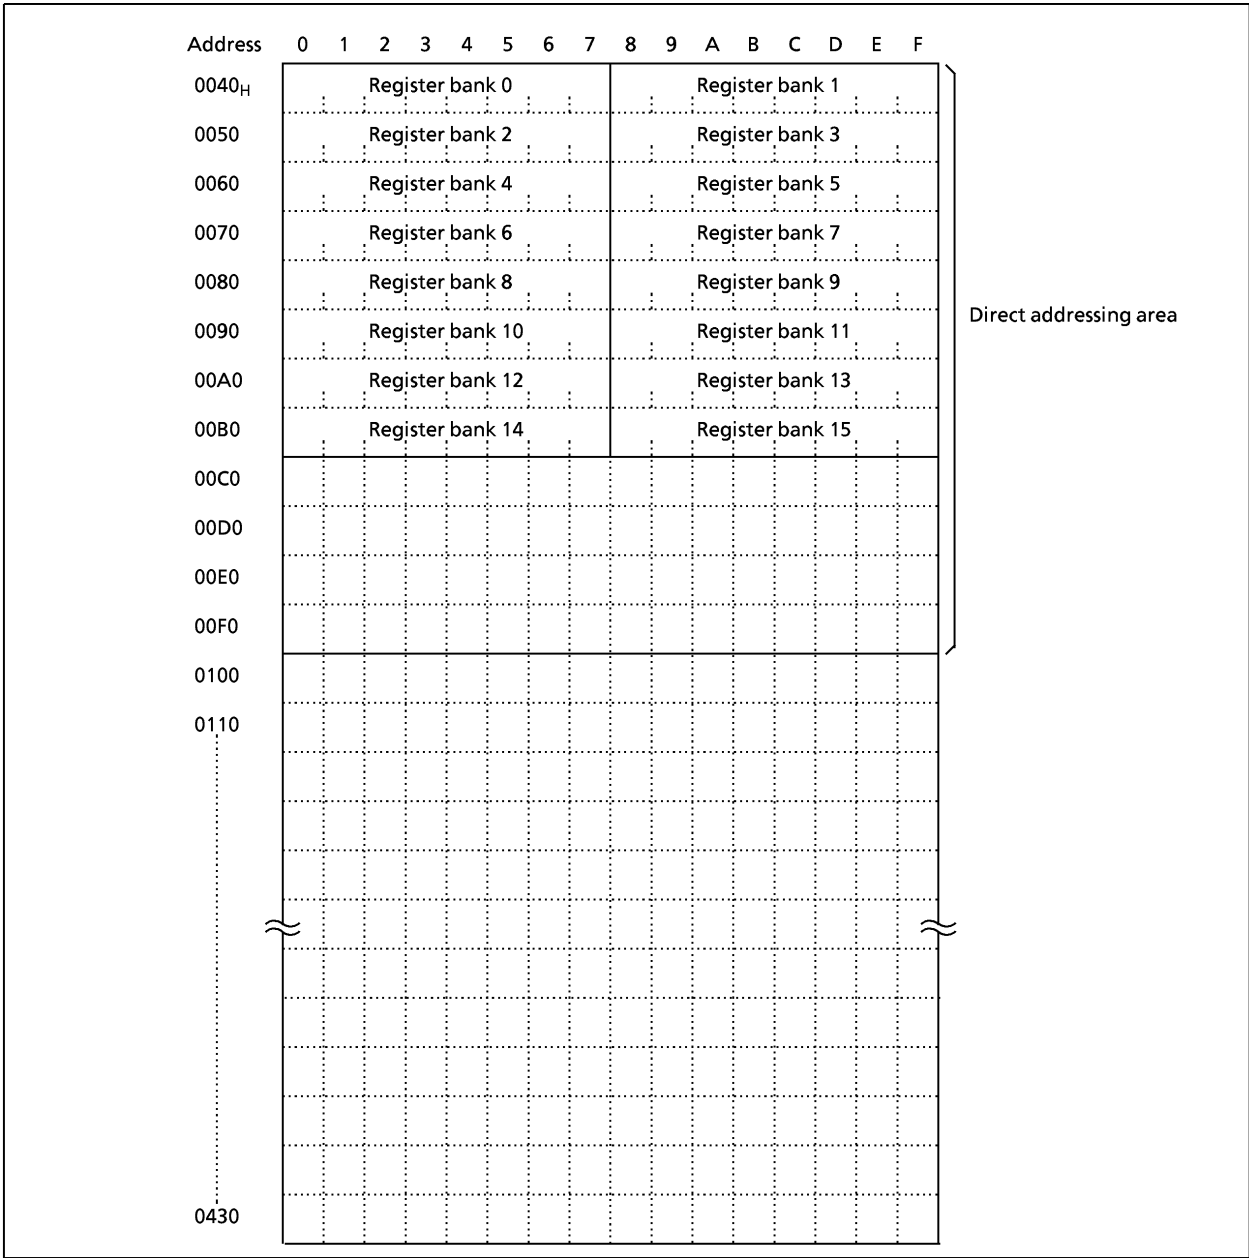 Address 0 1 2 3 4 5 6 7 8 9 A B C D E F
0040H Register bank 0 Register bank 1
0050 Register bank 2 Register bank 3
0060 Register bank 4 Register bank 5
0070 Register bank 6 Register bank 7
0080 Register bank 8 Register bank 9
Direct addressing area
0090 Register bank 10 Register bank 11
00A0 Register bank 12 Register bank 13
00B0 Register bank 14 Register bank 15
00C0
00D0
00E0
00F0
0100
0110
0430